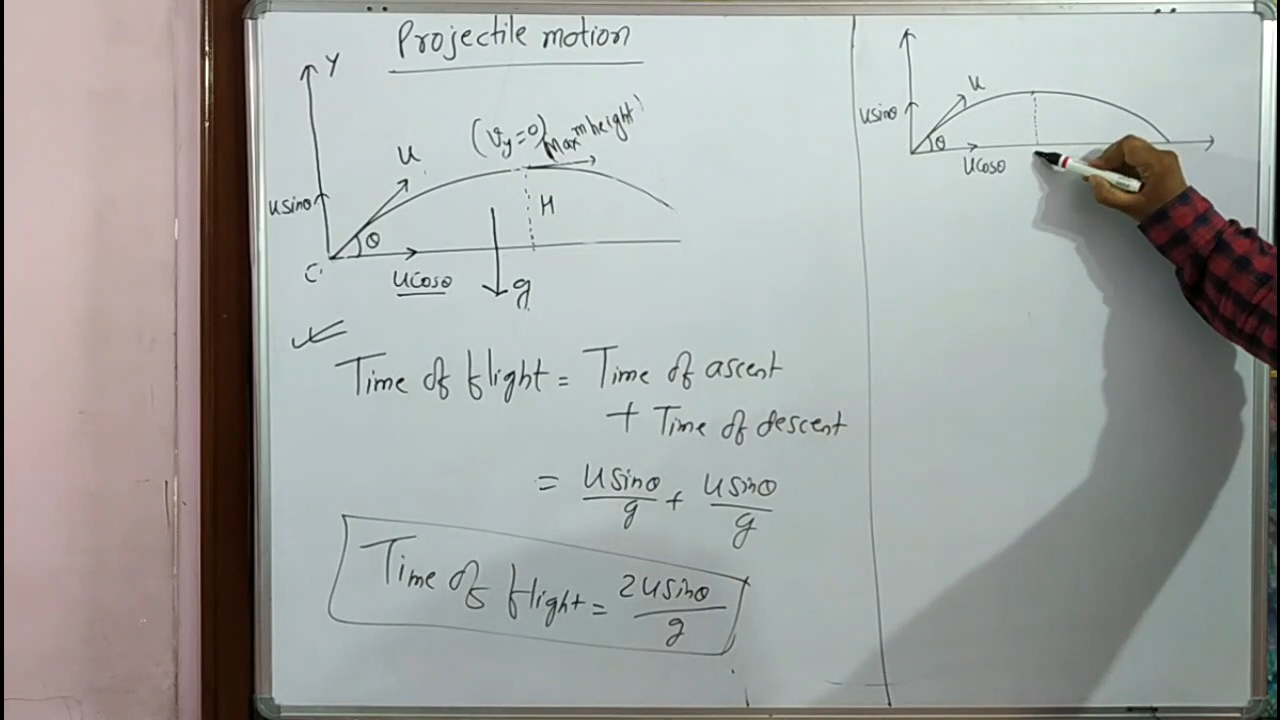 Projectile motion
Y
u
(vy=0)
Maxᵐ height
usinθ
θ
H
ucosθ
g
Time of flight = Time of ascent
+ Time of descent
= usinθ/g + usinθ/g
Time of flight = 2usinθ/g
u
usinθ
θ
ucosθ